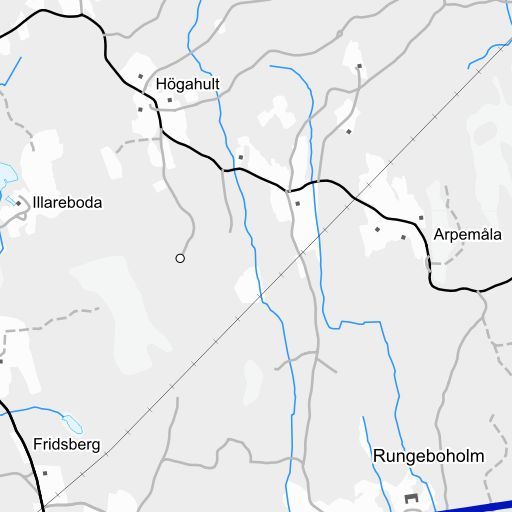 Högahult
Illareboda
Arpemåla
Fridsberg
Rungeboholm